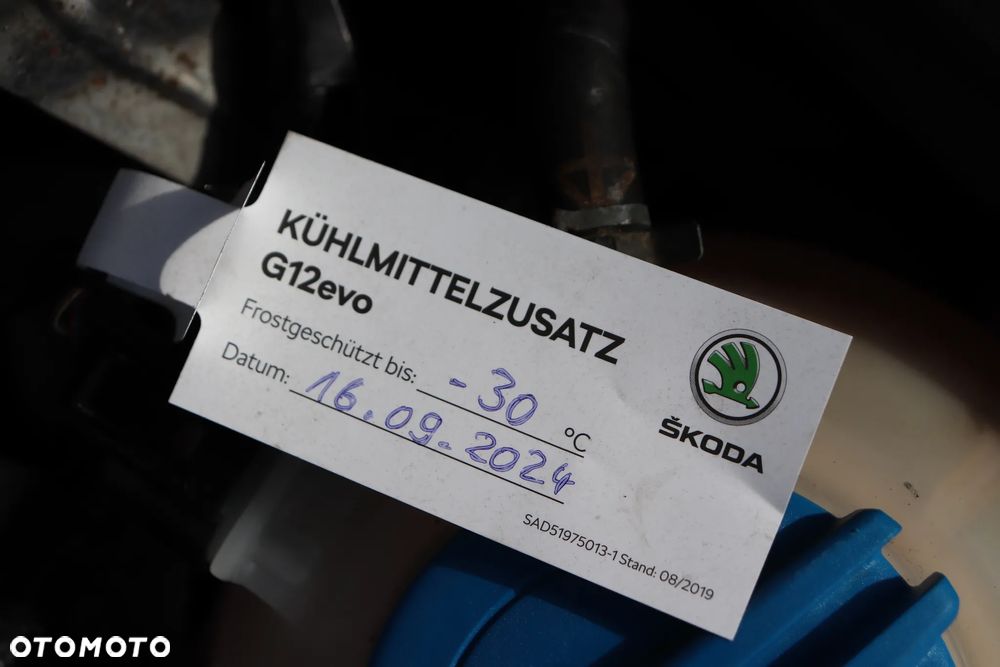 KÜHLMITTELZUSATZ
G12evo
Frostgeschützt bis: -30 °C
Datum: 16.09.2024
ŠKODA
SAD51975013-1 Stand: 08/2019
OTOMOTO